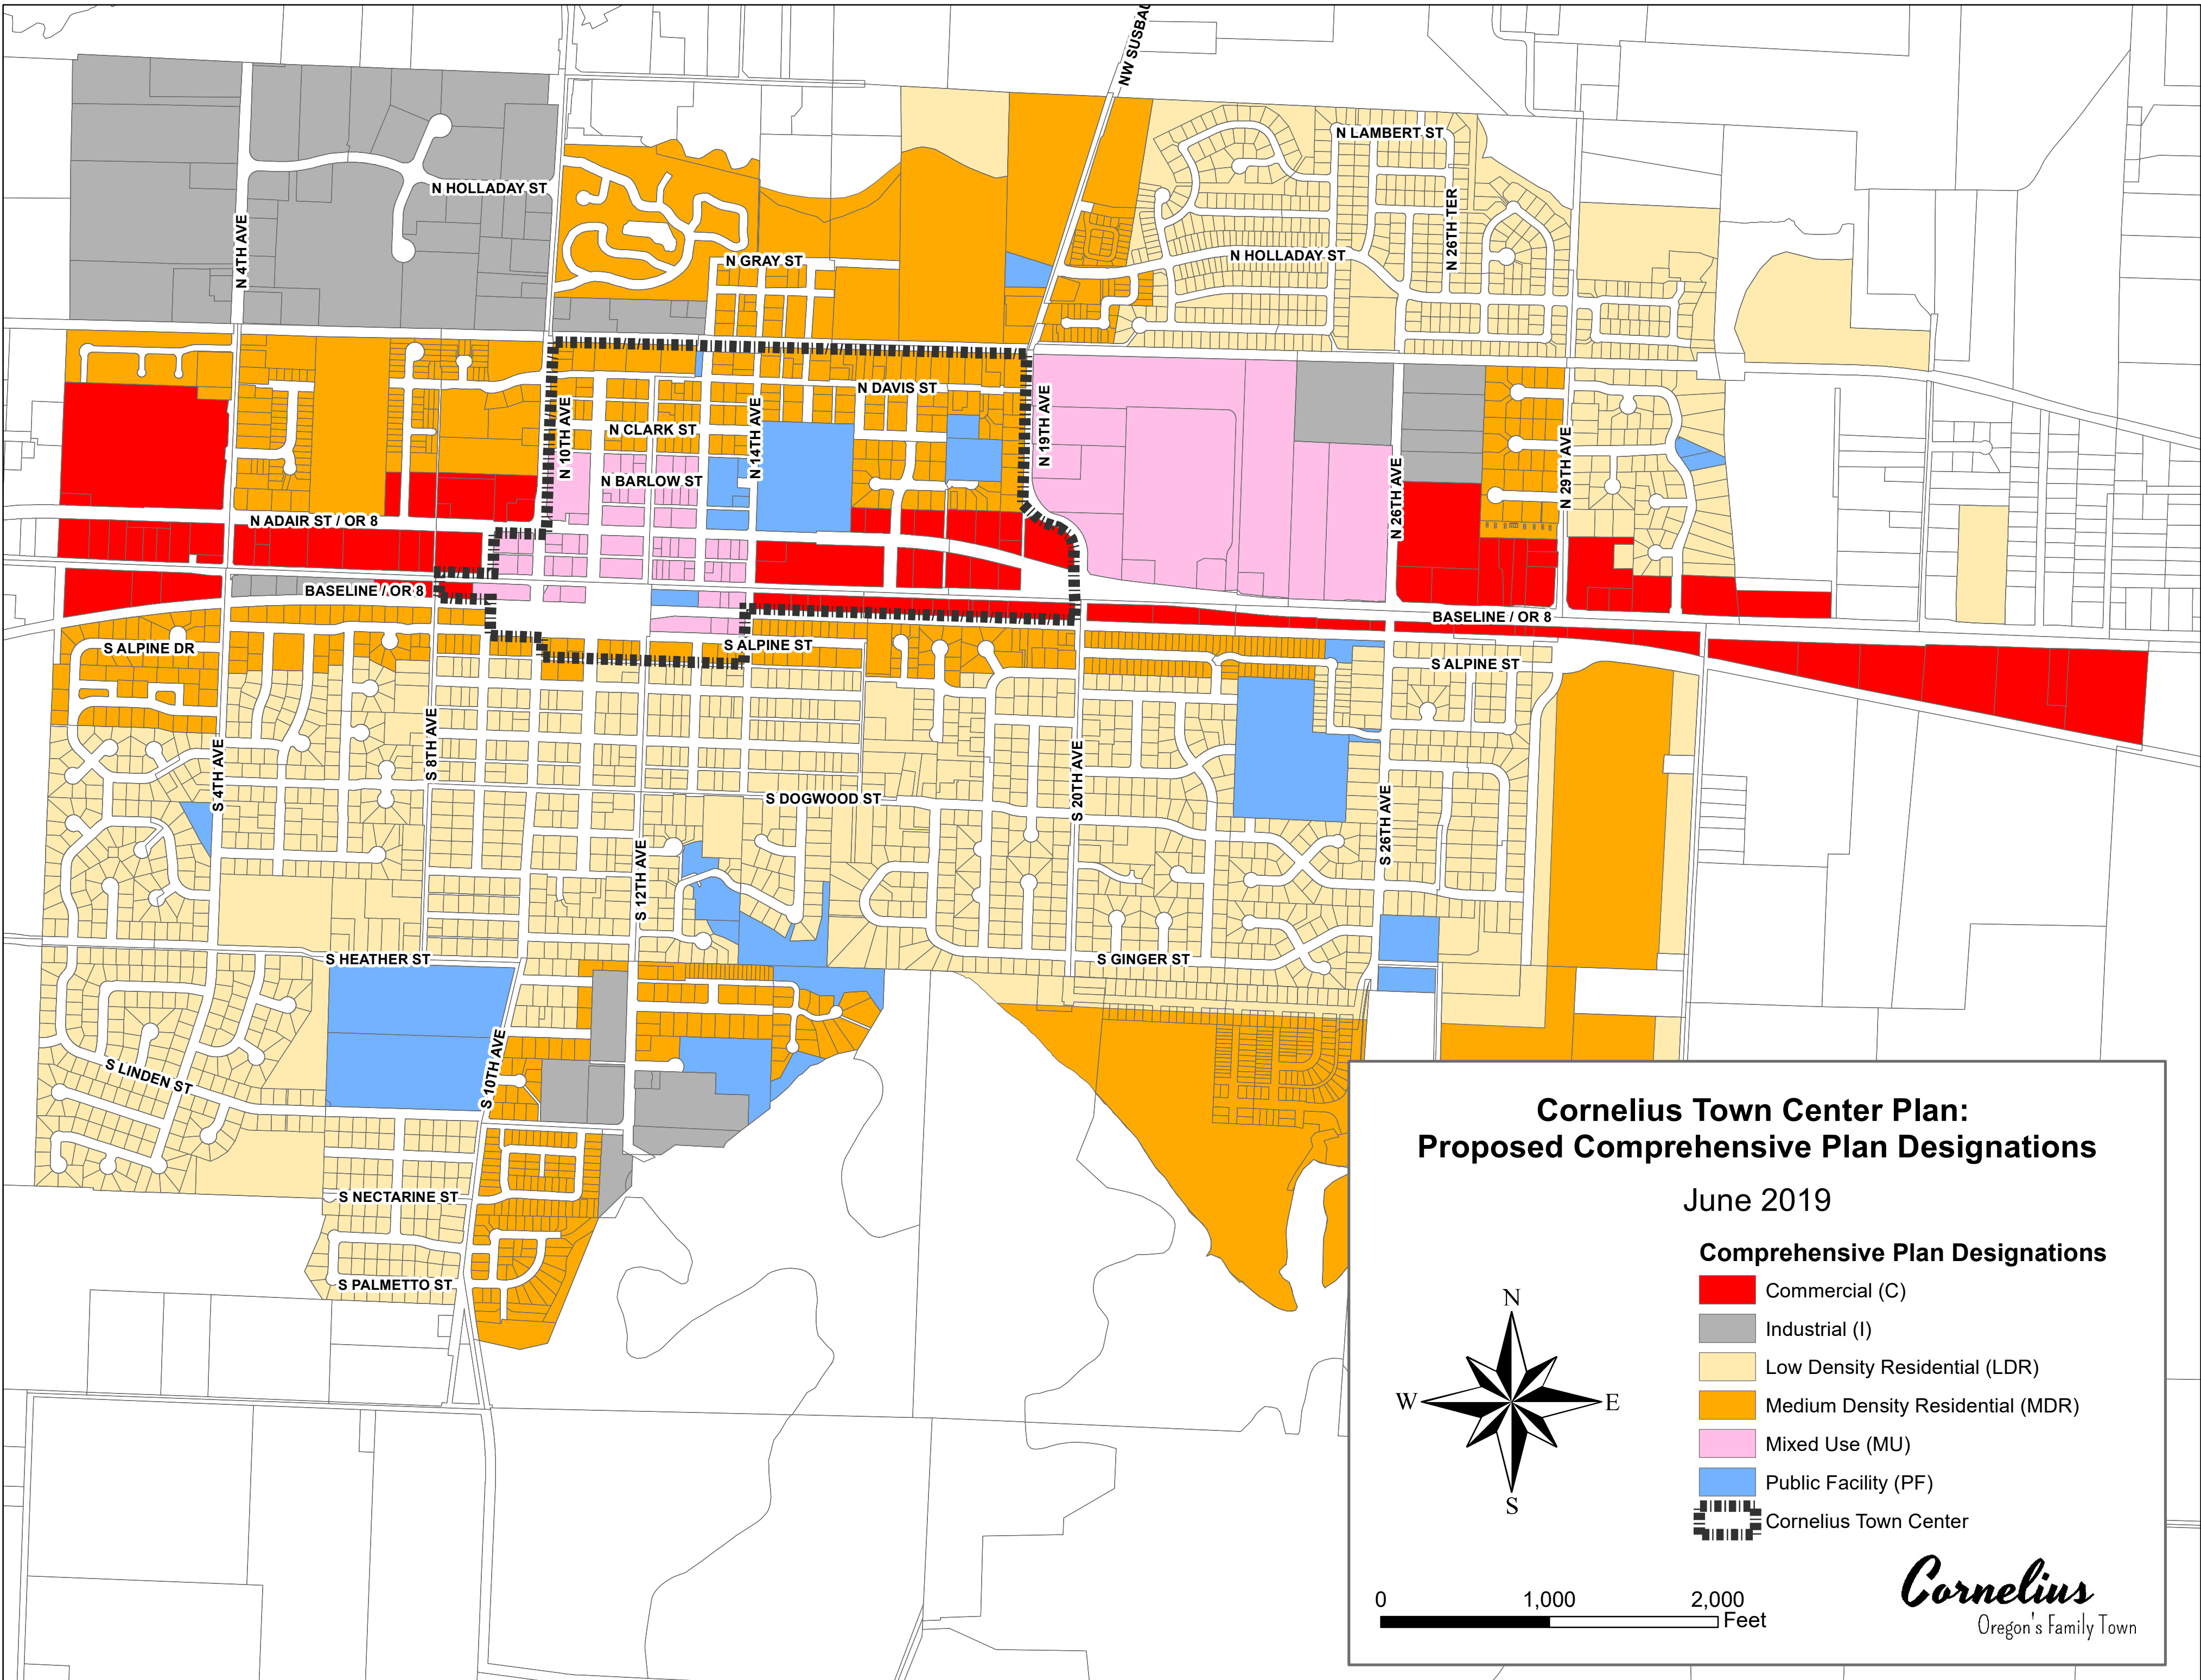 NW SUSBAU
N LAMBERT ST
N HOLLADAY ST
N 26TH TER
N 4TH AVE
N HOLLADAY ST
N GRAY ST
N DAVIS ST
N 10TH AVE
N 14TH AVE
N 19TH AVE
N CLARK ST
N BARLOW ST
N 26TH AVE
N 29TH AVE
N ADAIR ST / OR 8
BASELINE / OR 8
BASELINE / OR 8
S ALPINE DR
S ALPINE ST
S ALPINE ST
S 4TH AVE
S 8TH AVE
S DOGWOOD ST
S 20TH AVE
S 26TH AVE
S 12TH AVE
S HEATHER ST
S GINGER ST
S LINDEN ST
S 10TH AVE
S NECTARINE ST
S PALMETTO ST
Cornelius Town Center Plan:
Proposed Comprehensive Plan Designations
June 2019
Comprehensive Plan Designations
Commercial (C)
Industrial (I)
Low Density Residential (LDR)
Medium Density Residential (MDR)
Mixed Use (MU)
Public Facility (PF)
Cornelius Town Center
N
W E
S
0 1,000 2,000
Feet
Cornelius
Oregon's Family Town